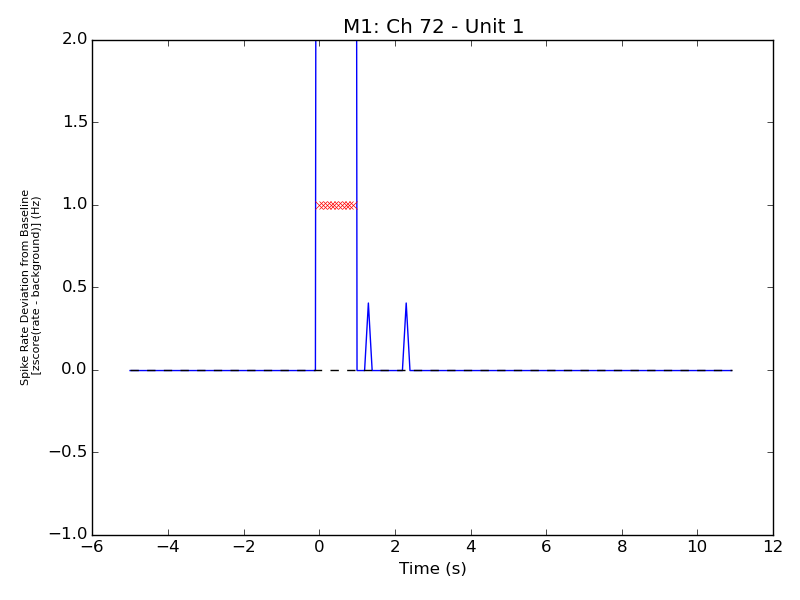 M1: Ch 72 - Unit 1
2.0
1.5
1.0
0.5
0.0
−0.5
−1.0
Spike Rate Deviation from Baseline
[zscore(rate - background)] (Hz)
−6 −4 −2 0 2 4 6 8 10 12
Time (s)